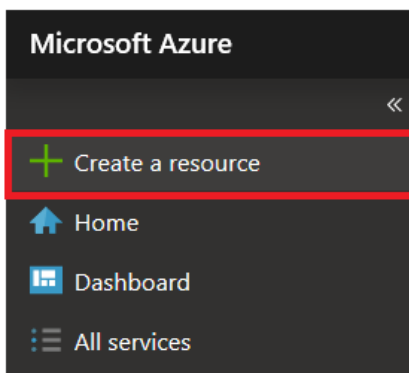 Microsoft Azure
«
Create a resource
Home
Dashboard
All services